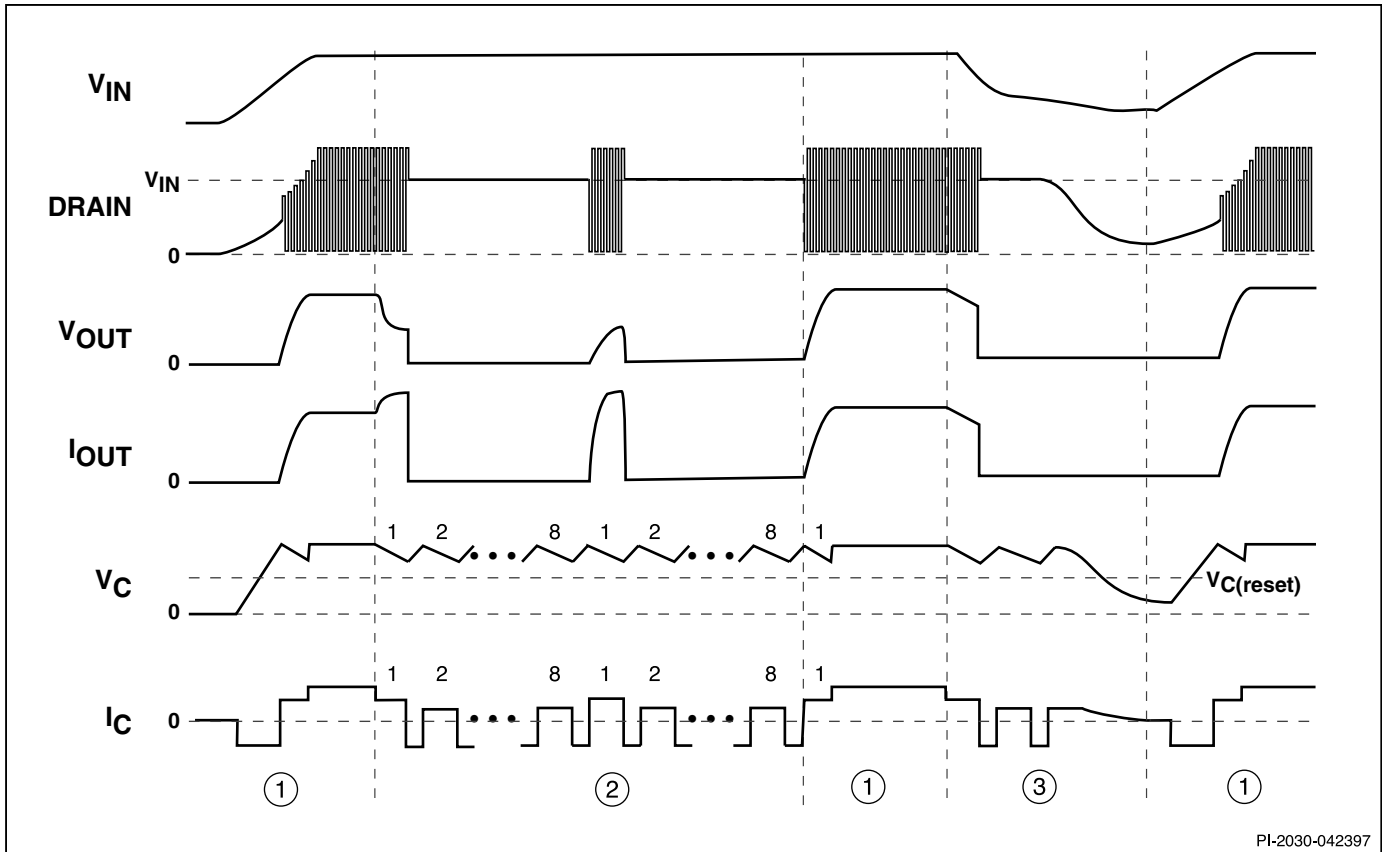 VIN
VIN
DRAIN
0
VOUT
0
IOUT
0
1 2 • • • 8 1 2 • • • 8 1
VC
VC(reset)
0
1 2 8 1 2 8 1
IC
0
• • • • • •
① ② ① ③ ①
PI-2030-042397